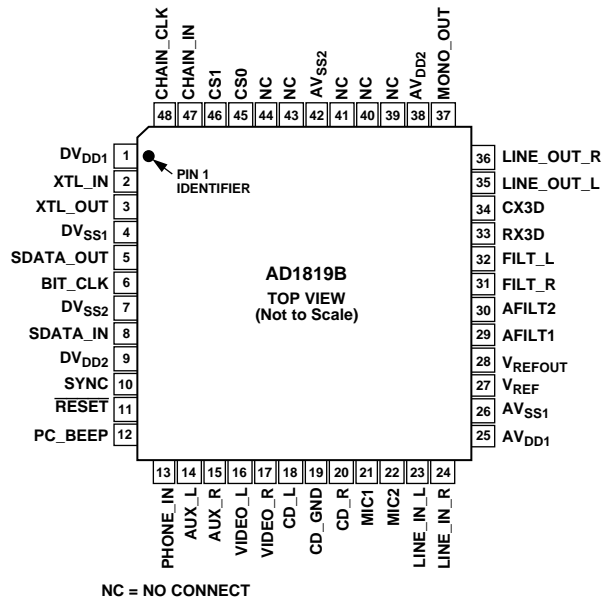 CHAIN_CLK
CHAIN_IN
CS1
CS0
NC
NC
AVSS2
NC
NC
NC
AVDD2
MONO_OUT
48 47 46 45 44 43 42 41 40 39 38 37
DVDD1 1
XTL_IN 2
XTL_OUT 3
DVSS1 4
SDATA_OUT 5
BIT_CLK 6
DVSS2 7
SDATA_IN 8
DVDD2 9
SYNC 10
RESET 11
PC_BEEP 12
PIN 1
IDENTIFIER
AD1819B
TOP VIEW
(Not to Scale)
36 LINE_OUT_R
35 LINE_OUT_L
34 CX3D
33 RX3D
32 FILT_L
31 FILT_R
30 AFILT2
29 AFILT1
28 VREFOUT
27 VREF
26 AVSS1
25 AVDD1
13 14 15 16 17 18 19 20 21 22 23 24
PHONE_IN
AUX_L
AUX_R
VIDEO_L
VIDEO_R
CD_L
CD_GND
CD_R
MIC1
MIC2
LINE_IN_L
LINE_IN_R
NC = NO CONNECT